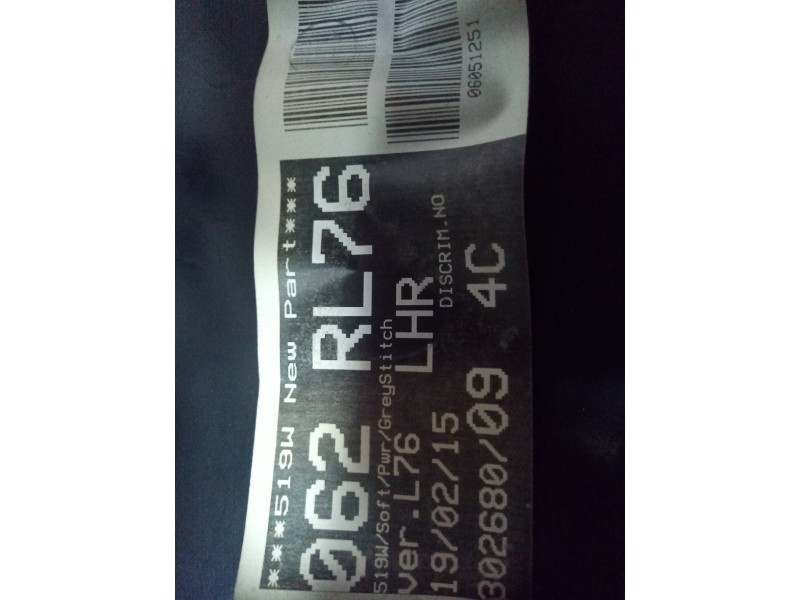 ***519W New Part***
062 RL76
519W/Soft/Pwr/GreyStitch
ver.L76 LHR
19/02/15 DISCRIM.NO
302680/09 4C
06051251